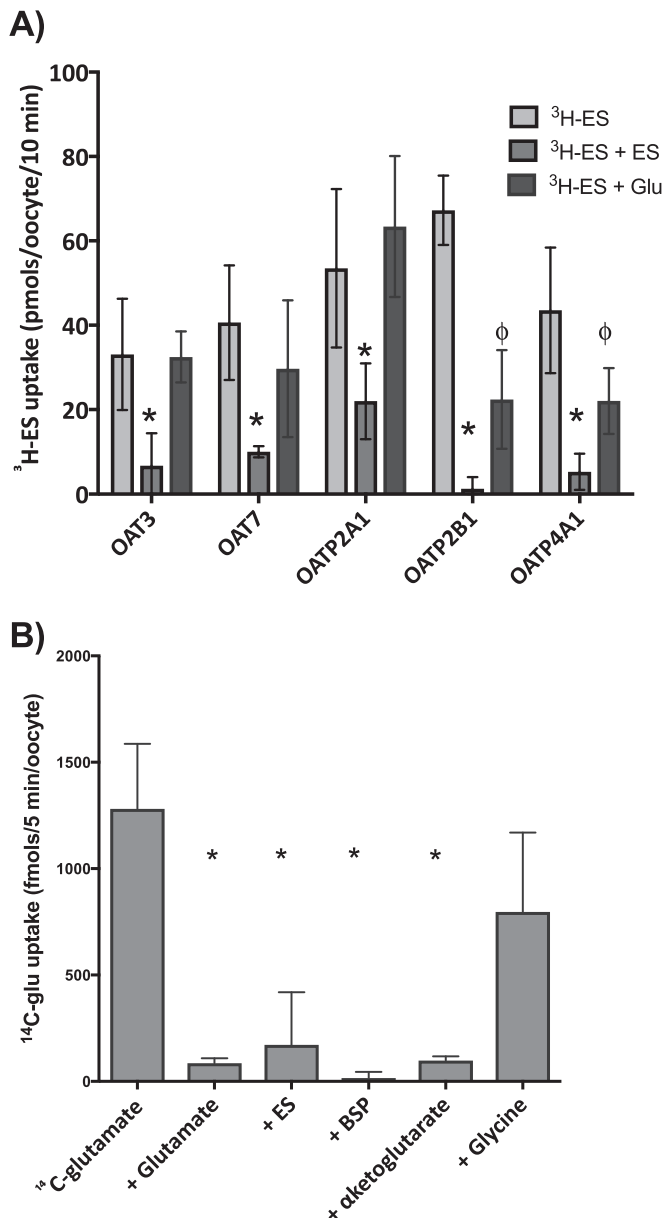 A)
³H-ES uptake (pmols/oocyte/10 min)
100
80
60
40
20
0
³H-ES
³H-ES + ES
³H-ES + Glu
* * * * *
ϕ ϕ
OAT3
OAT7
OATP2A1
OATP2B1
OATP4A1
B)
¹⁴C-glu uptake (fmols/5 min/oocyte)
2000
1500
1000
500
0
* * * *
¹⁴C-glutamate
+ Glutamate
+ ES
+ BSP
+ αketoglutarate
+ Glycine